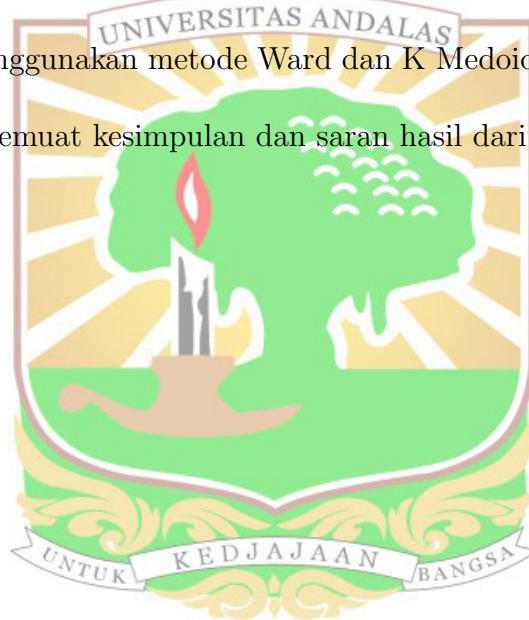 UNIVERSITAS ANDALAS
nggunakan metode Ward dan K Medoid
emuat kesimpulan dan saran hasil dari
UNTUK KEDJAJAAN BANGSA